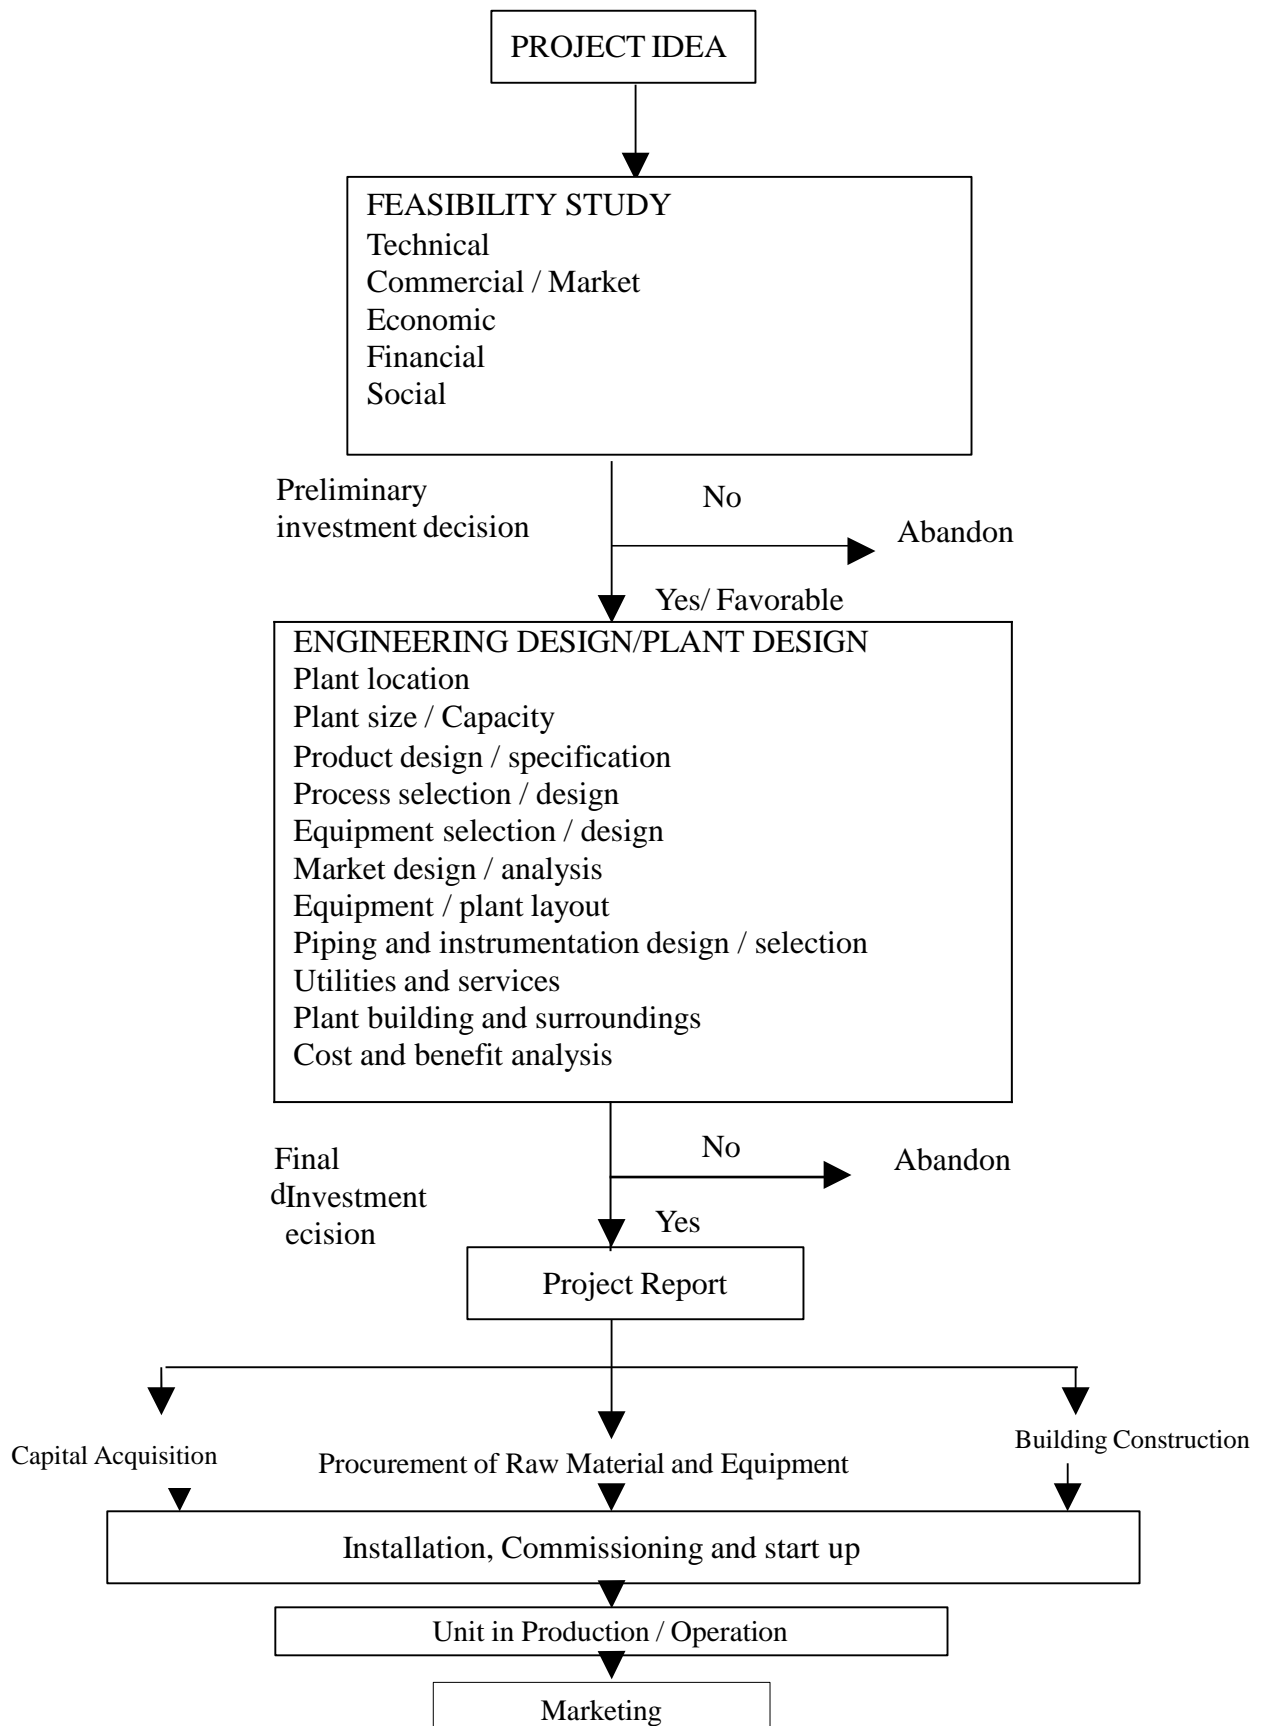 PROJECT IDEA
FEASIBILITY STUDY
Technical
Commercial / Market
Economic
Financial
Social
Preliminary
investment decision
No
Abandon
Yes/ Favorable
ENGINEERING DESIGN/PLANT DESIGN
Plant location
Plant size / Capacity
Product design / specification
Process selection / design
Equipment selection / design
Market design / analysis
Equipment / plant layout
Piping and instrumentation design / selection
Utilities and services
Plant building and surroundings
Cost and benefit analysis
Final
dInvestment
ecision
No
Abandon
Yes
Project Report
Capital Acquisition
Procurement of Raw Material and Equipment
Building Construction
Installation, Commissioning and start up
Unit in Production / Operation
Marketing